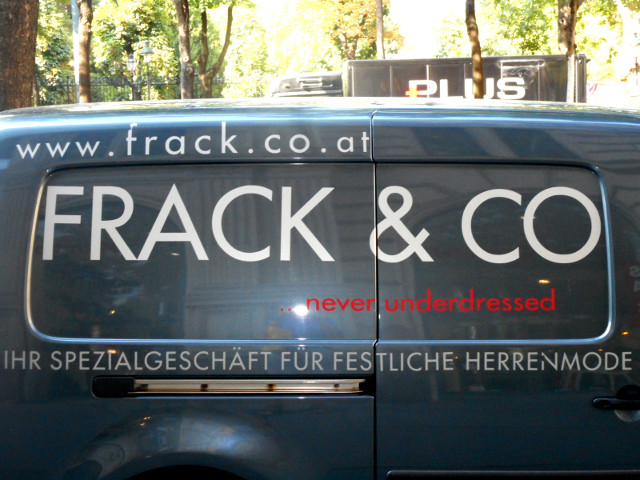 PLUS
www.frack.co.at
FRACK & CO
...never underdressed
IHR SPEZIALGESCHÄFT FÜR FESTLICHE HERRENMODE